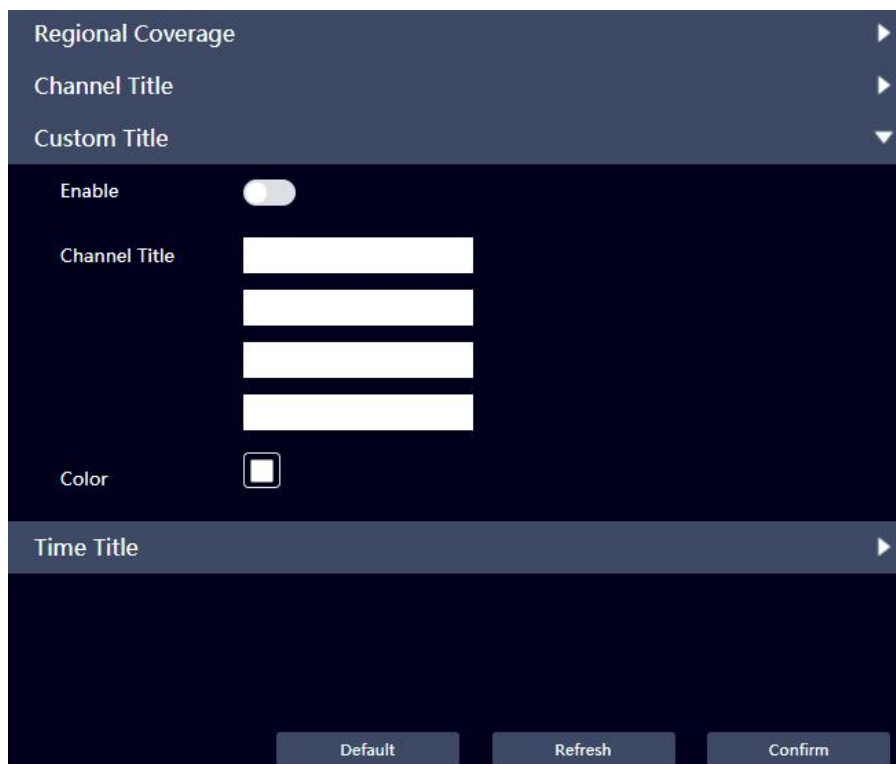 Regional Coverage
Channel Title
Custom Title
Enable
Channel Title
Color
Time Title
Default Refresh Confirm